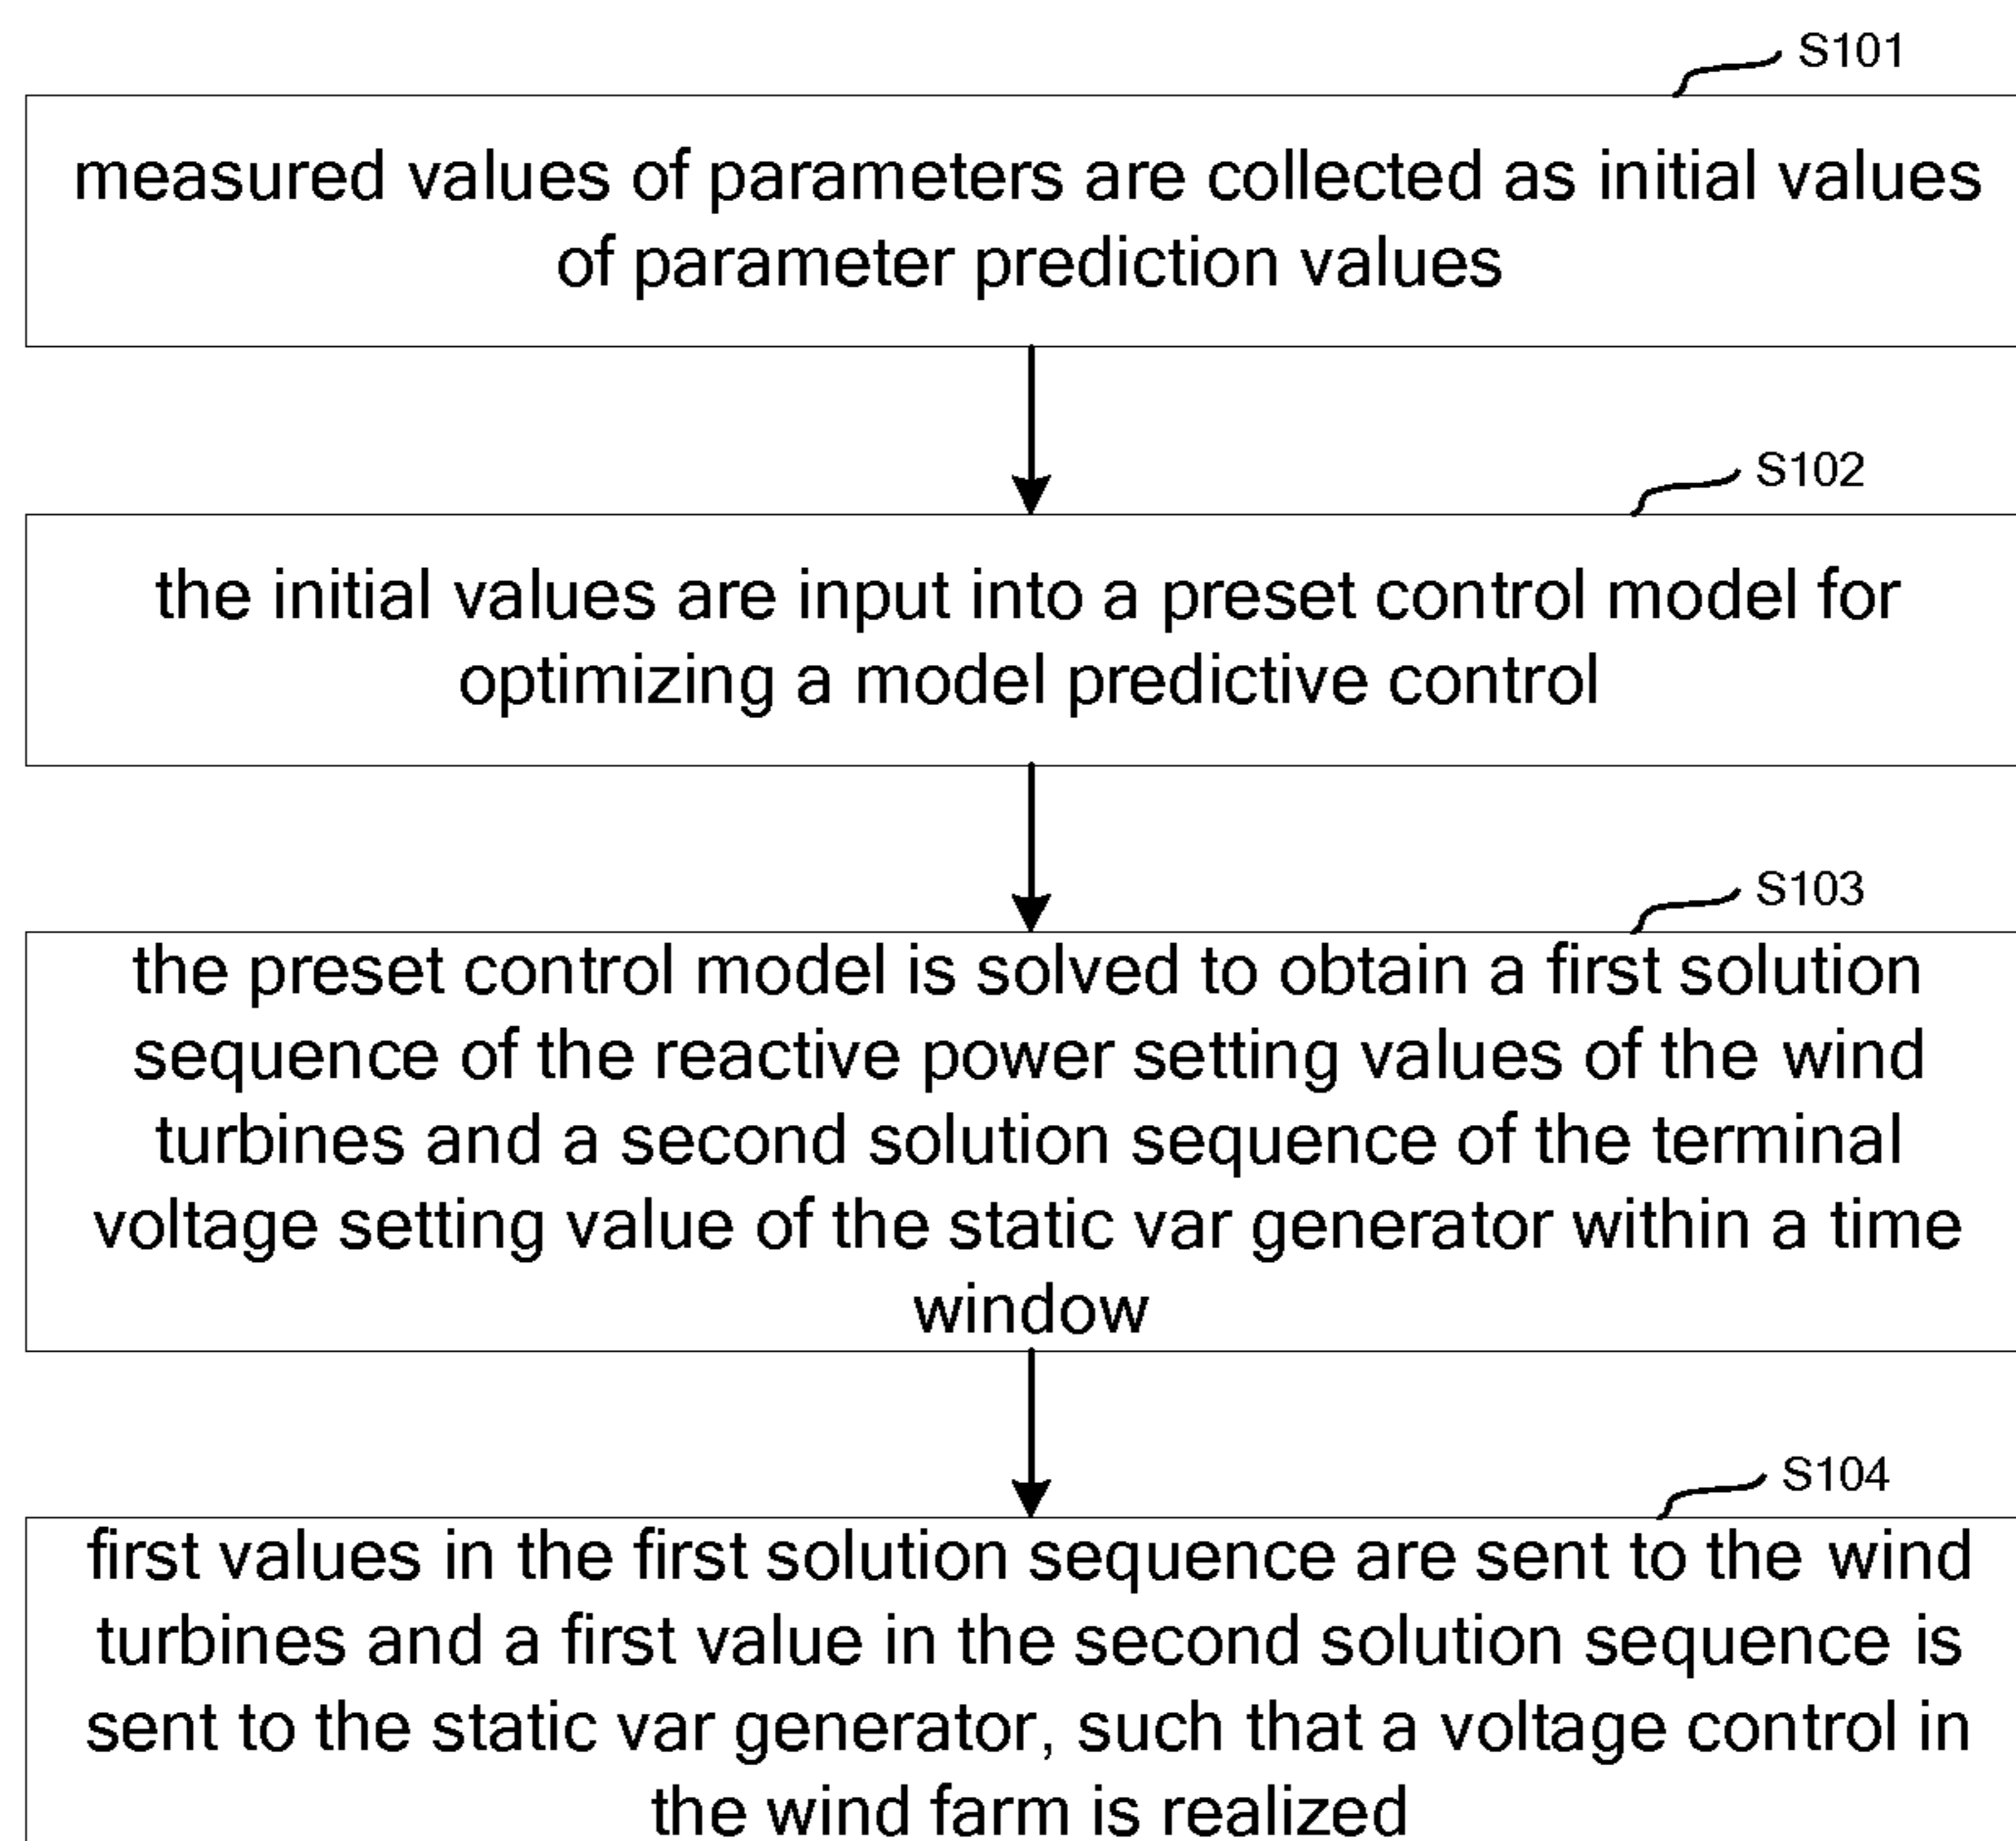 S101
measured values of parameters are collected as initial values
of parameter prediction values
S102
the initial values are input into a preset control model for
optimizing a model predictive control
S103
the preset control model is solved to obtain a first solution
sequence of the reactive power setting values of the wind
turbines and a second solution sequence of the terminal
voltage setting value of the static var generator within a time
window
S104
first values in the first solution sequence are sent to the wind
turbines and a first value in the second solution sequence is
sent to the static var generator, such that a voltage control in
the wind farm is realized